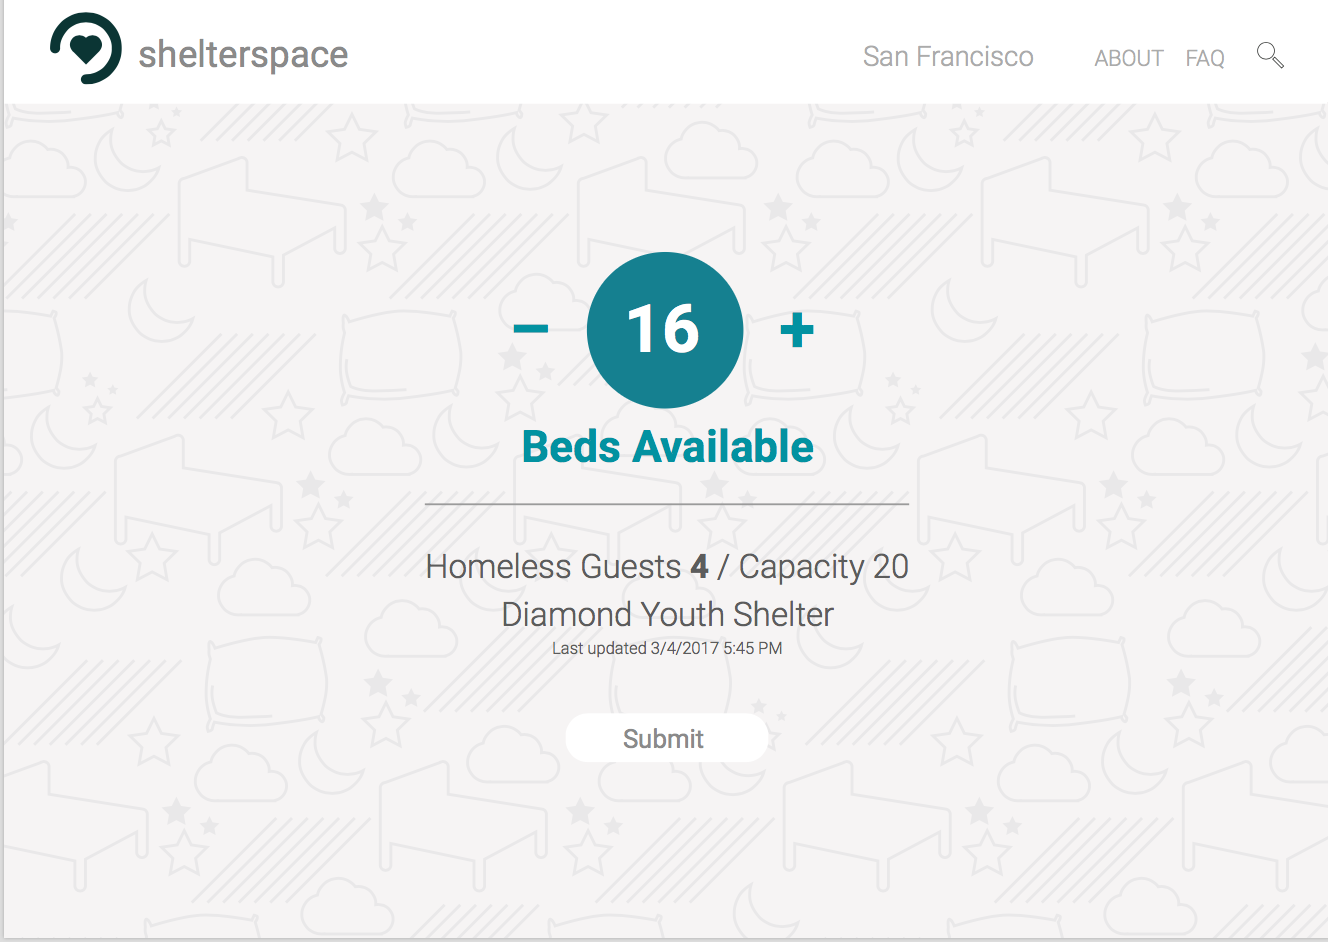 shelterspace
San Francisco
ABOUT
FAQ
– 16 +
Beds Available
Homeless Guests 4 / Capacity 20
Diamond Youth Shelter
Last updated 3/4/2017 5:45 PM
Submit